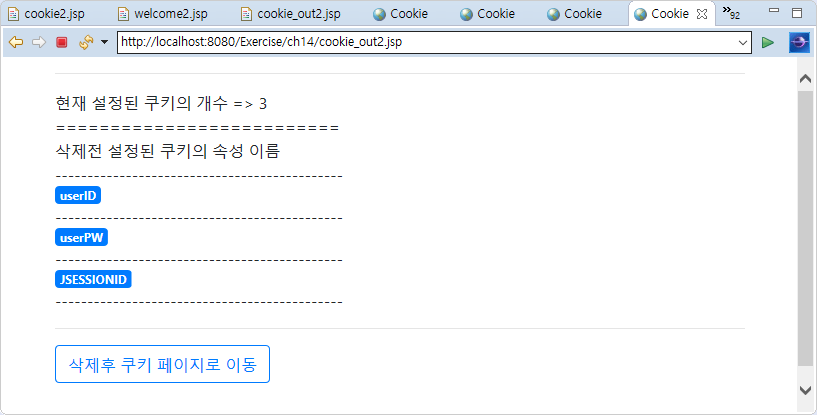 cookie2.jsp welcome2.jsp cookie_out2.jsp Cookie Cookie Cookie Cookie 92
http://localhost:8080/Exercise/ch14/cookie_out2.jsp
현재 설정된 쿠키의 개수 => 3
==========================
삭제전 설정된 쿠키의 속성 이름
-----------------------------------------
userID
-----------------------------------------
userPW
-----------------------------------------
JSESSIONID
-----------------------------------------
삭제후 쿠키 페이지로 이동